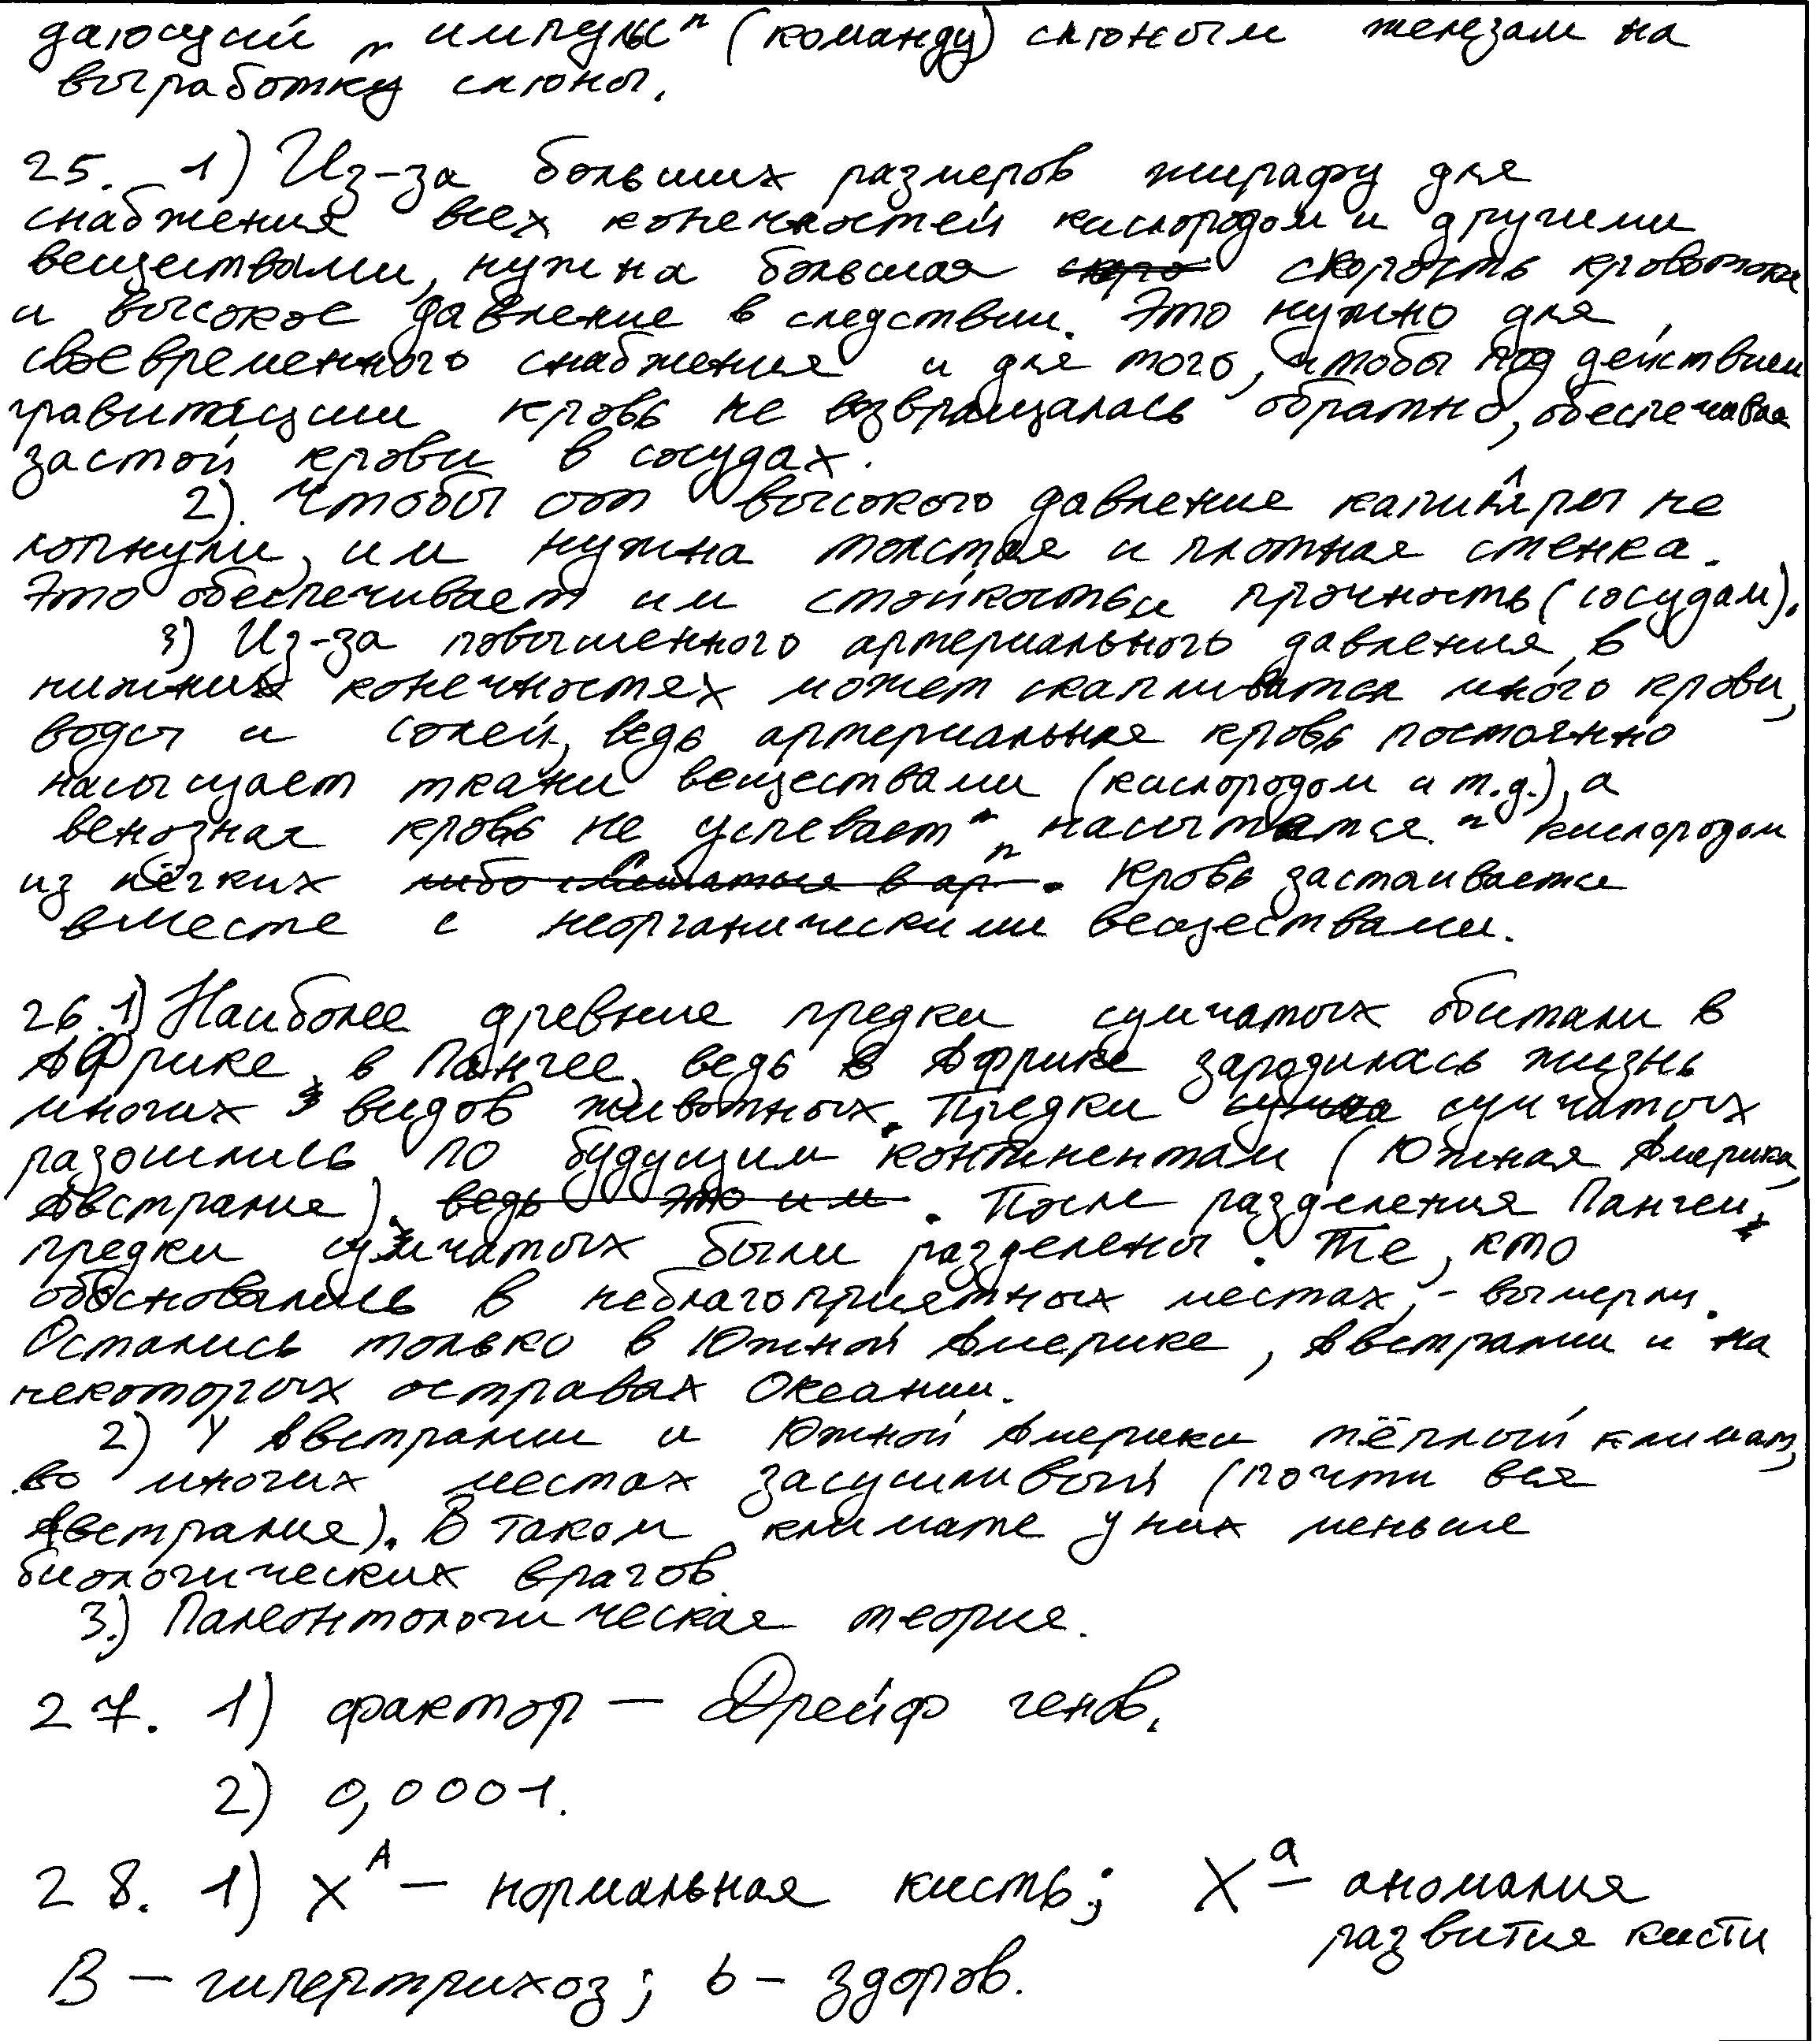 дающий „импульс" (команду) слюным железам на
выработку слюны.
25. 1) Из-за больших размеров жирафу для
снабжения всех конечностей кислородом и другими
веществами, нужна большая скорость кровотока
и высокое давление в следствии. Это нужно для
своевременного снабжения и для того, чтобы под действием
гравитации кровь не возвращалась обратно, обеспечивая
застой крови в сосудах.
2). Чтобы от высокого давление капилляры не
лопнули, им нужна толстая и плотная стенка.
Это обеспечивает им стойкость и прочность (сосудам).
3) Из-за повышенного артериального давления, в
нижних конечностях может скапливатся много крови,
воды и солей, ведь артериальная кровь постоянно
насыщает ткани веществами (кислородом и т.д.), а
венозная кровь не успевает „насытятся" кислородом
из лёгких. Кровь застаивается
вместе с неорганическими веществами.
26.1) Наиболее древние предки сумчатых обитали в
Африке, в Пангее, ведь в Африке зародилась жизнь
многих видов животных. Предки сумчатых
разошлись по будущим континентам (Южная Америка,
Австралия). После разделения Пангеи,
предки сумчатых были разделены. Те, кто
обосновались в неблагоприятных местах, - вымерли.
Остались только в Южной Америке, Австралии и на
некоторых остравах Океании.
2) У Австралии и Южной Америки тёплый климат,
во многих местах засушливый (почти вся
Австралия). В таком климате у них меньше
биологических врагов.
3.) Палеонтологическая теория.
27. 1) фактор — Дрейф генов.
2) 0,0001.
28. 1) X^A — нормальная кисть; X^a — аномалия
развития кисти
B — гипертрихоз; b — здоров.